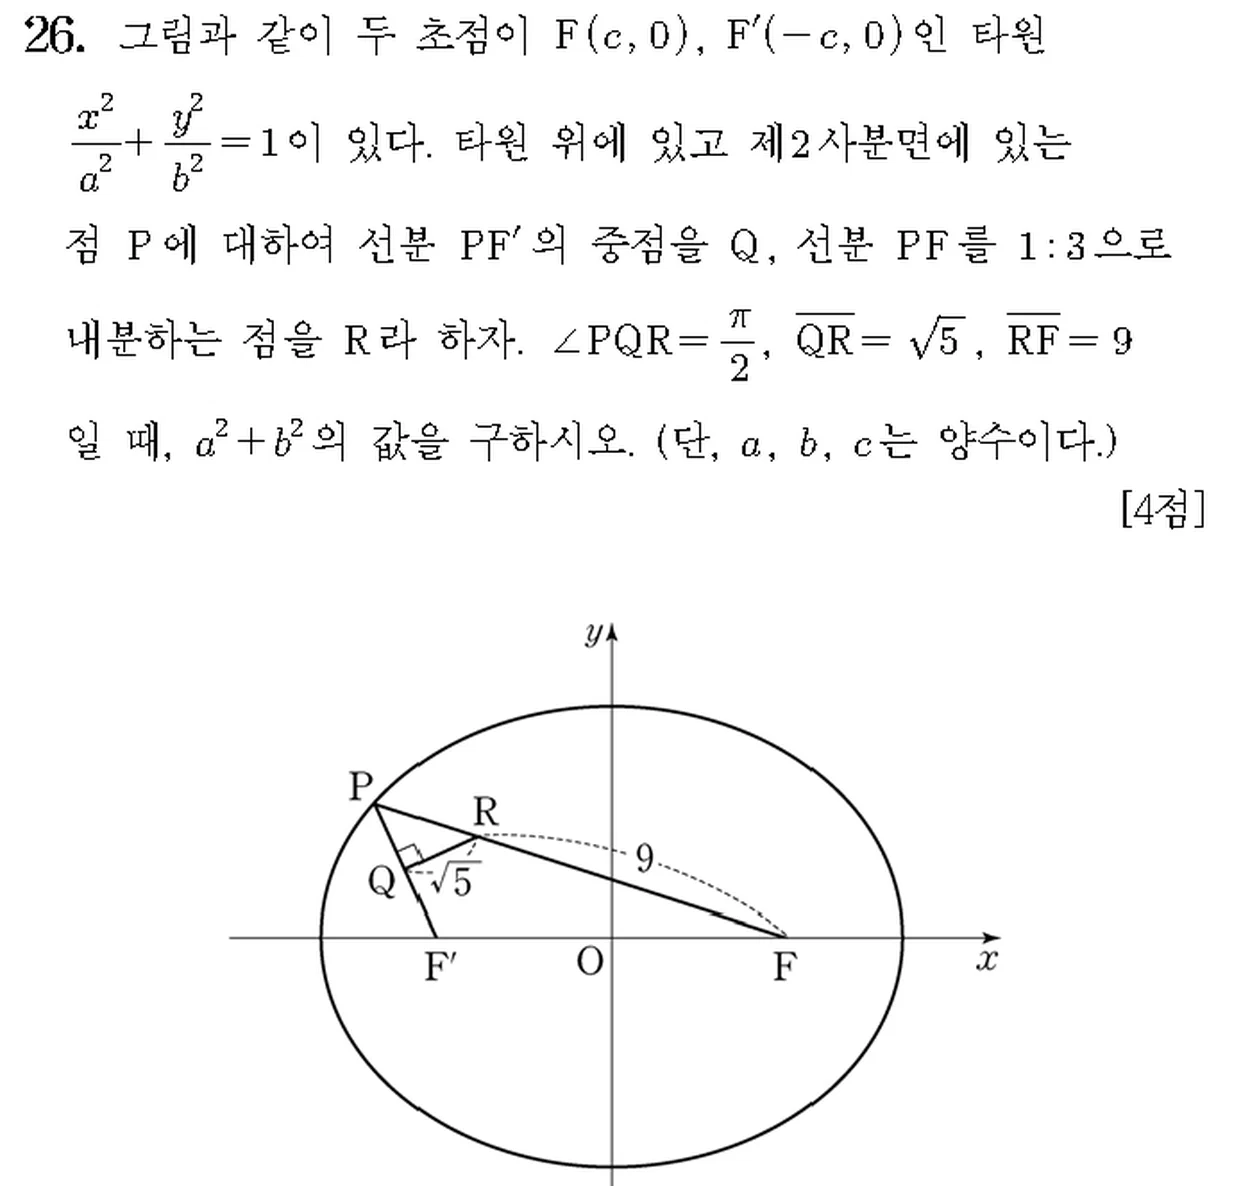 26. 그림과 같이 두 초점이 F(c, 0), F′(−c, 0)인 타원
x²/a² + y²/b² = 1이 있다. 타원 위에 있고 제2사분면에 있는
점 P에 대하여 선분 PF′의 중점을 Q, 선분 PF를 1:3으로
내분하는 점을 R라 하자. ∠PQR = π/2, Q̅R̅ = √5, R̅F̅ = 9
일 때, a² + b²의 값을 구하시오. (단, a, b, c는 양수이다.)
[4점]
y
P
R
9
Q
√5
F′
O
F
x